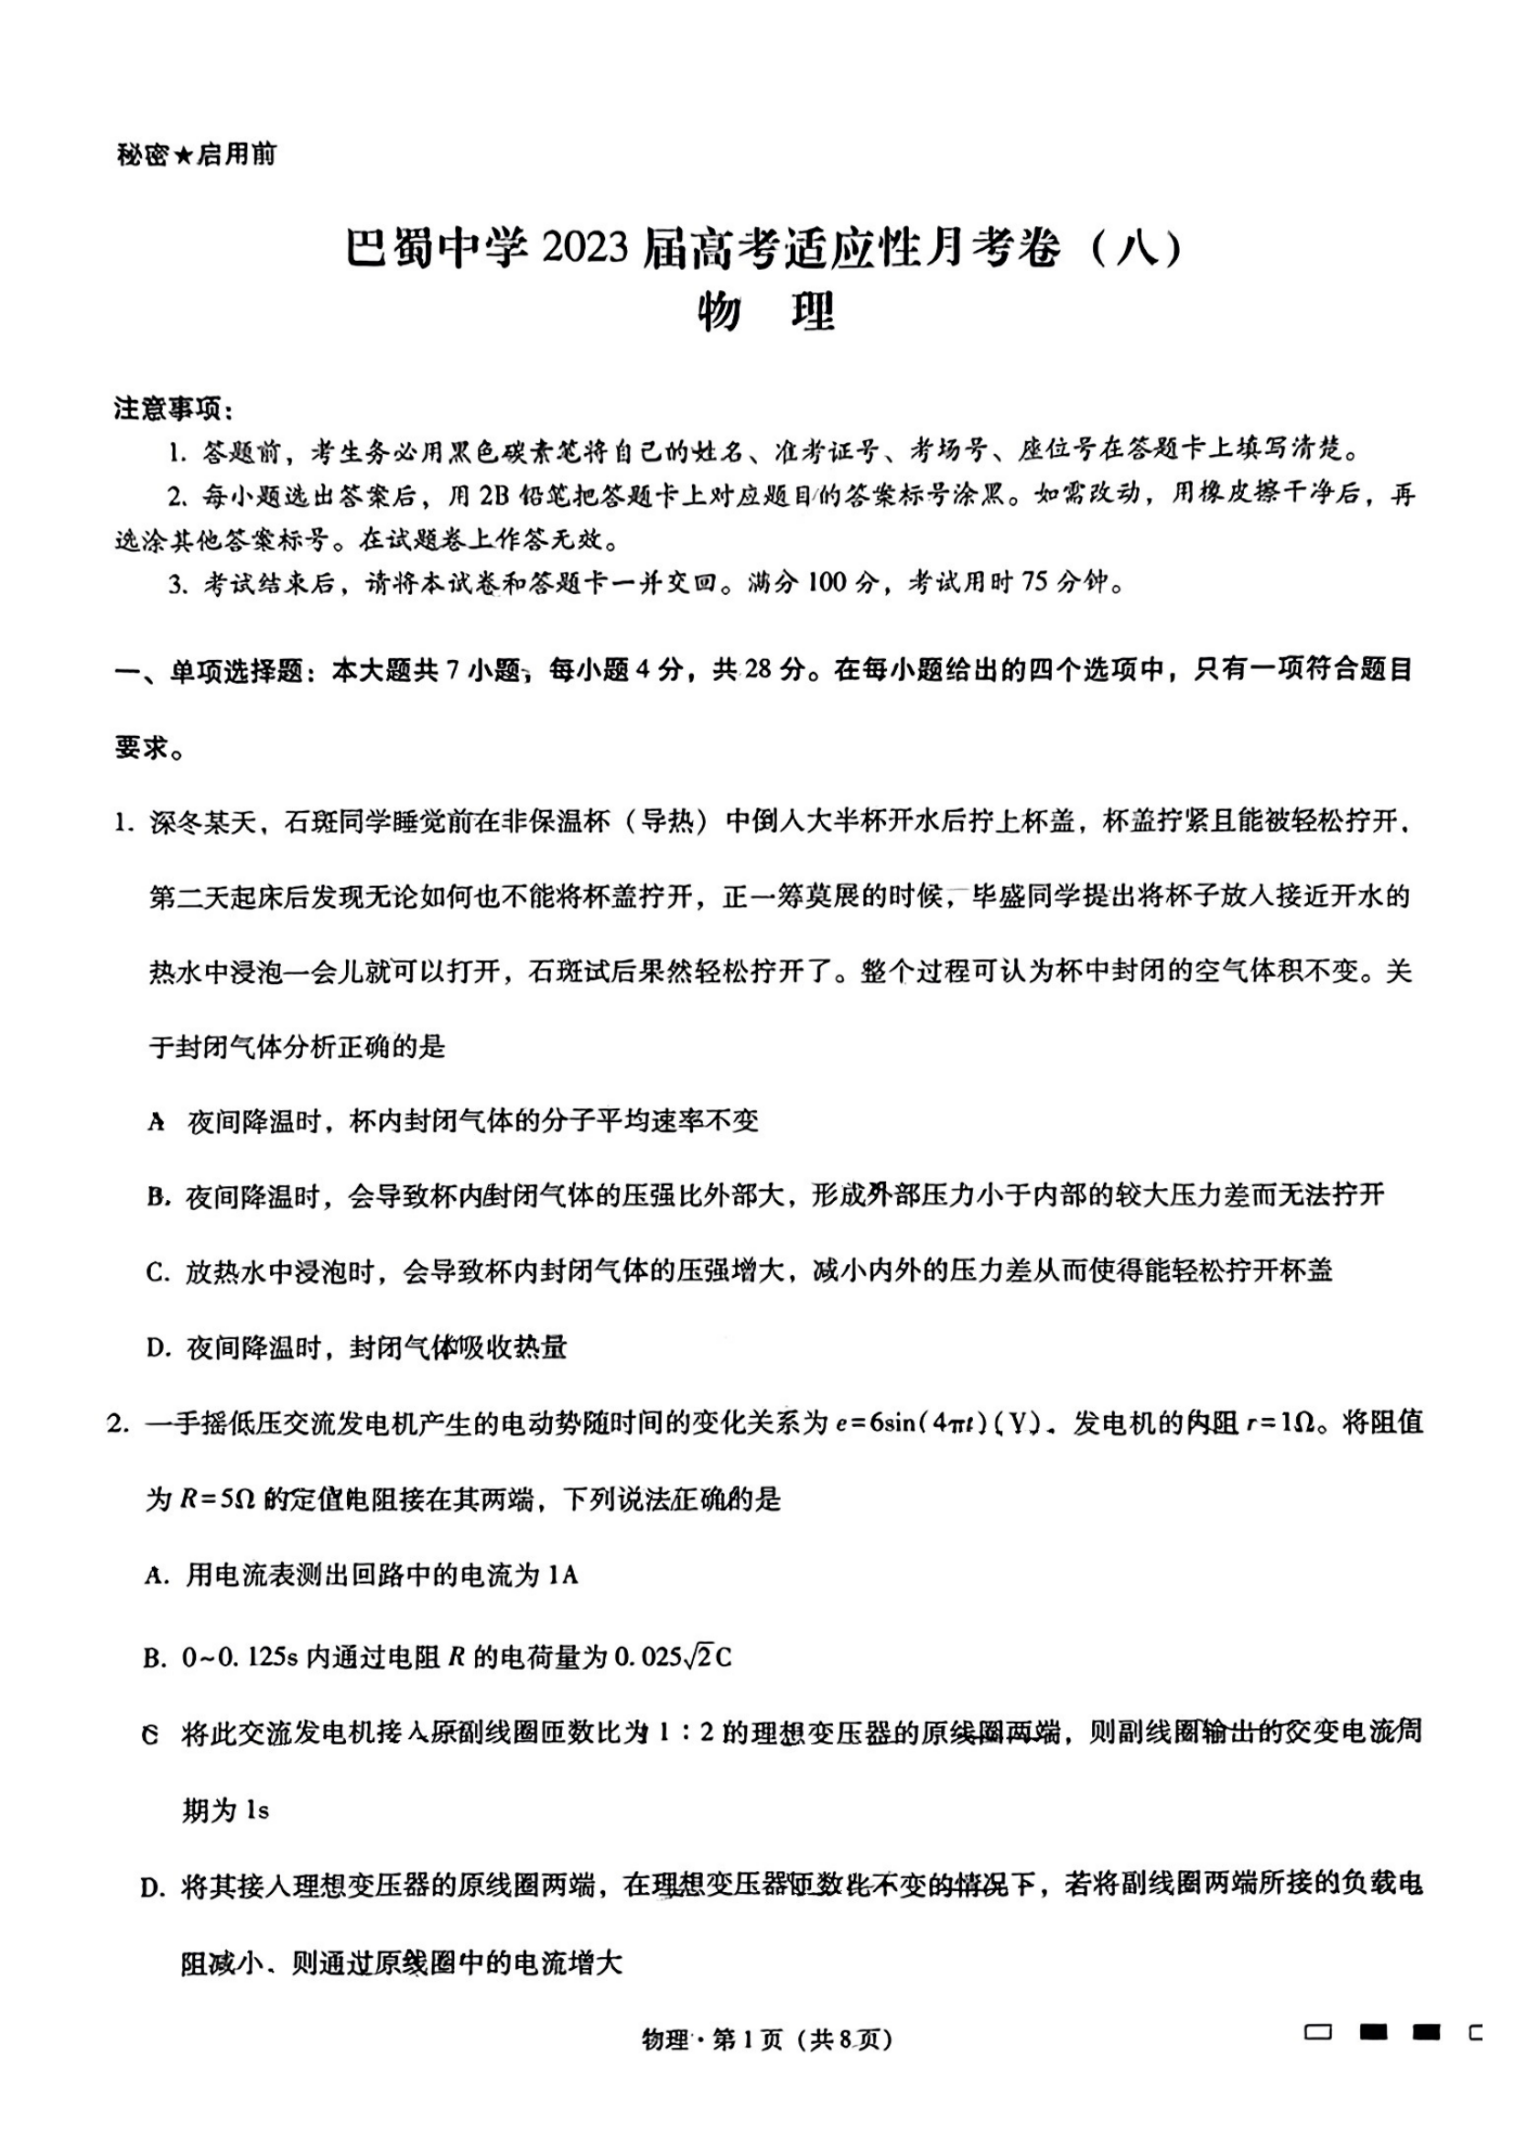 秘密★启用前
巴蜀中学 2023 届高考适应性月考卷（八）
物 理
注意事项：
1. 答题前，考生务必用黑色碳素笔将自己的姓名、准考证号、考场号、座位号在答题卡上填写清楚。
2. 每小题选出答案后，用 2B 铅笔把答题卡上对应题目的答案标号涂黑。如需改动，用橡皮擦干净后，再
选涂其他答案标号。在试题卷上作答无效。
3. 考试结束后，请将本试卷和答题卡一并交回。满分 100 分，考试用时 75 分钟。
一、单项选择题：本大题共 7 小题，每小题 4 分，共 28 分。在每小题给出的四个选项中，只有一项符合题目
要求。
1. 深冬某天，石斑同学睡觉前在非保温杯（导热）中倒入大半杯开水后拧上杯盖，杯盖拧紧且能被轻松拧开．
第二天起床后发现无论如何也不能将杯盖拧开，正一筹莫展的时候，毕盛同学提出将杯子放入接近开水的
热水中浸泡一会儿就可以打开，石斑试后果然轻松拧开了。整个过程可认为杯中封闭的空气体积不变。关
于封闭气体分析正确的是
A 夜间降温时，杯内封闭气体的分子平均速率不变
B. 夜间降温时，会导致杯内封闭气体的压强比外部大，形成外部压力小于内部的较大压力差而无法拧开
C. 放热水中浸泡时，会导致杯内封闭气体的压强增大，减小内外的压力差从而使得能轻松拧开杯盖
D. 夜间降温时，封闭气体吸收热量
2. 一手摇低压交流发电机产生的电动势随时间的变化关系为 e=6sin(4πt)(V)．发电机的内阻 r=1Ω。将阻值
为 R=5Ω 的定值电阻接在其两端，下列说法正确的是
A. 用电流表测出回路中的电流为 1A
B. 0~0. 125s 内通过电阻 R 的电荷量为 0. 025√2C
C 将此交流发电机接入原副线圈匝数比为 1：2 的理想变压器的原线圈两端，则副线圈输出的交变电流周
期为 1s
D. 将其接入理想变压器的原线圈两端，在理想变压器匝数比不变的情况下，若将副线圈两端所接的负载电
阻减小、则通过原线圈中的电流增大
物理·第 1 页（共 8 页）